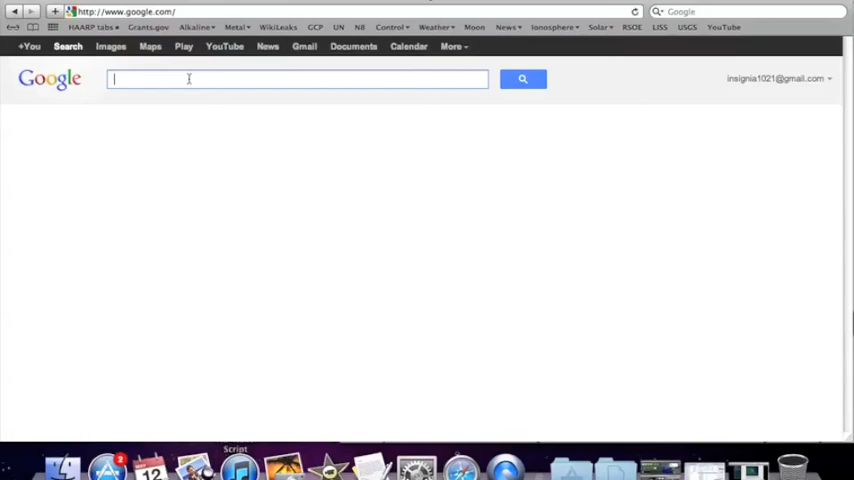 http://www.google.com/
Google
HAARP tabs Grants.gov Alkaline Metal WikiLeaks GCP UN N8 Control Weather Moon News Ionosphere Solar RSOE LISS USGS YouTube
+You Search Images Maps Play YouTube News Gmail Documents Calendar More
Google
insignia1021@gmail.com
Script
2
MAY
12